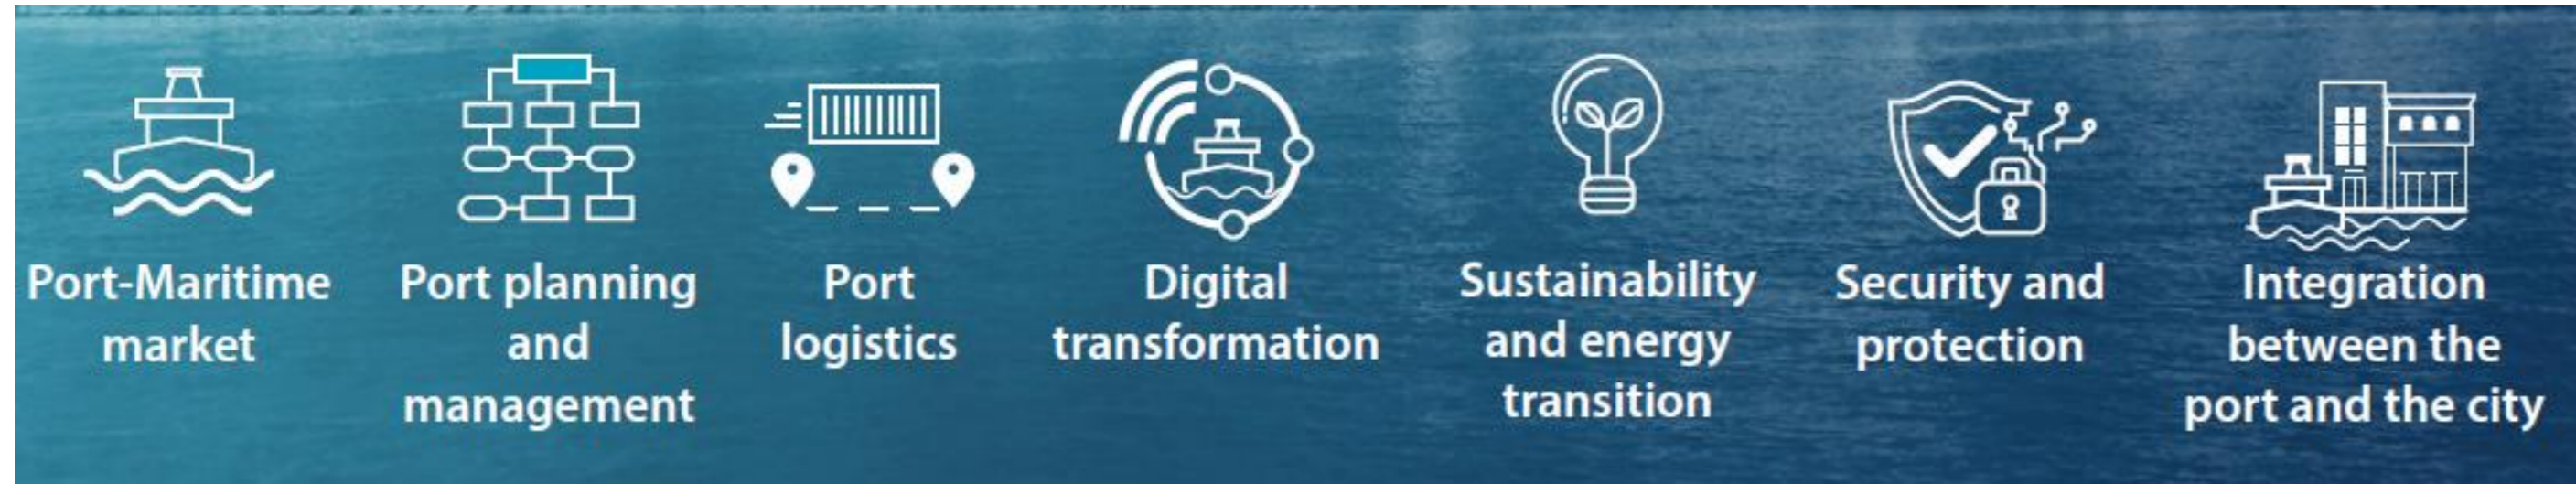 Port-Maritime
market
Port planning
and
management
Port
logistics
Digital
transformation
Sustainability
and energy
transition
Security and
protection
Integration
between the
port and the city